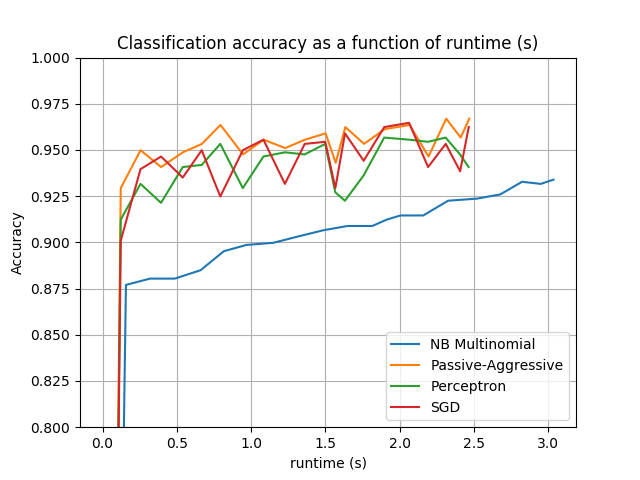 Classification accuracy as a function of runtime (s)
1.000
0.975
0.950
0.925
0.900
0.875
0.850
0.825
0.800
Accuracy
NB Multinomial
Passive-Aggressive
Perceptron
SGD
0.0 0.5 1.0 1.5 2.0 2.5 3.0
runtime (s)